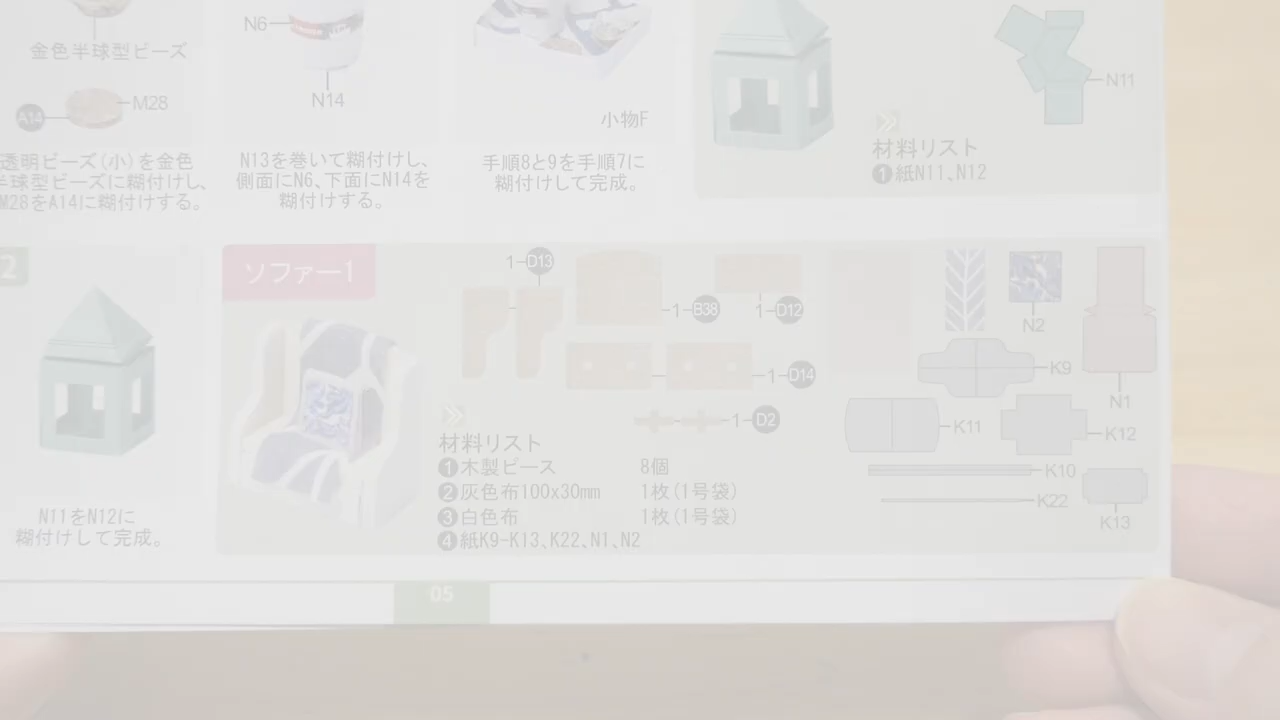 金色半球型ビーズ
A14
M28
透明ビーズ(小)を金色
半球型ビーズに糊付けし、
M28をA14に糊付けする。
N6
N14
N13を巻いて糊付けし、
側面にN6、下面にN14を
糊付けする。
小物F
手順8と9を手順7に
糊付けして完成。
N11
材料リスト
1 紙N11、N12
2
N11をN12に
糊付けして完成。
ソファー1
1-D13
1-B38
1-D12
1-D14
1-D2
N2
K9
N1
K11
K12
K10
K22
K13
材料リスト
1 木製ピース 8個
2 灰色布100x30mm 1枚(1号袋)
3 白色布 1枚(1号袋)
4 紙K9-K13、K22、N1、N2
05